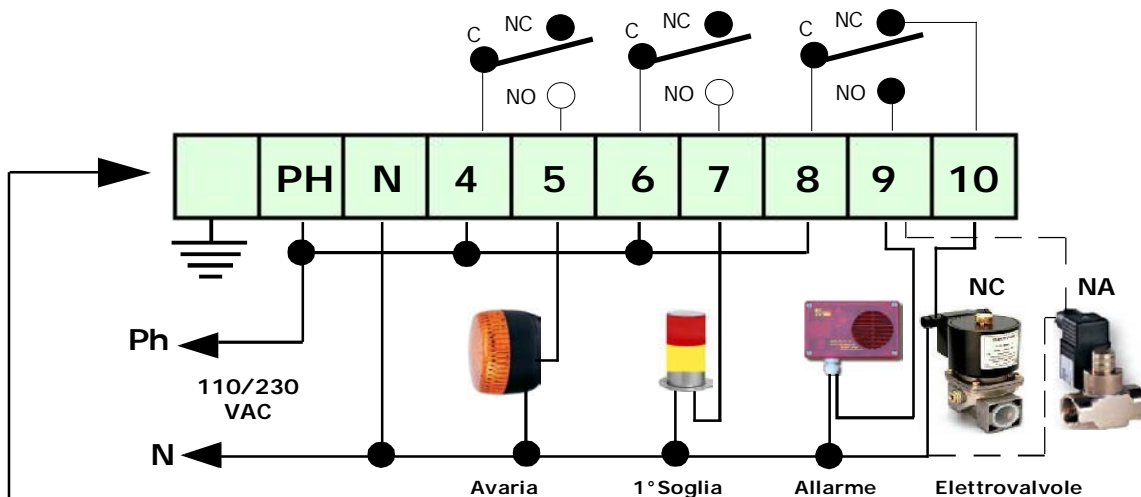 C NC C NC C NC
NO NO NO
PH N 4 5 6 7 8 9 10
NC NA
Ph
110/230
VAC
N
Avaria 1°Soglia Allarme Elettrovalvole